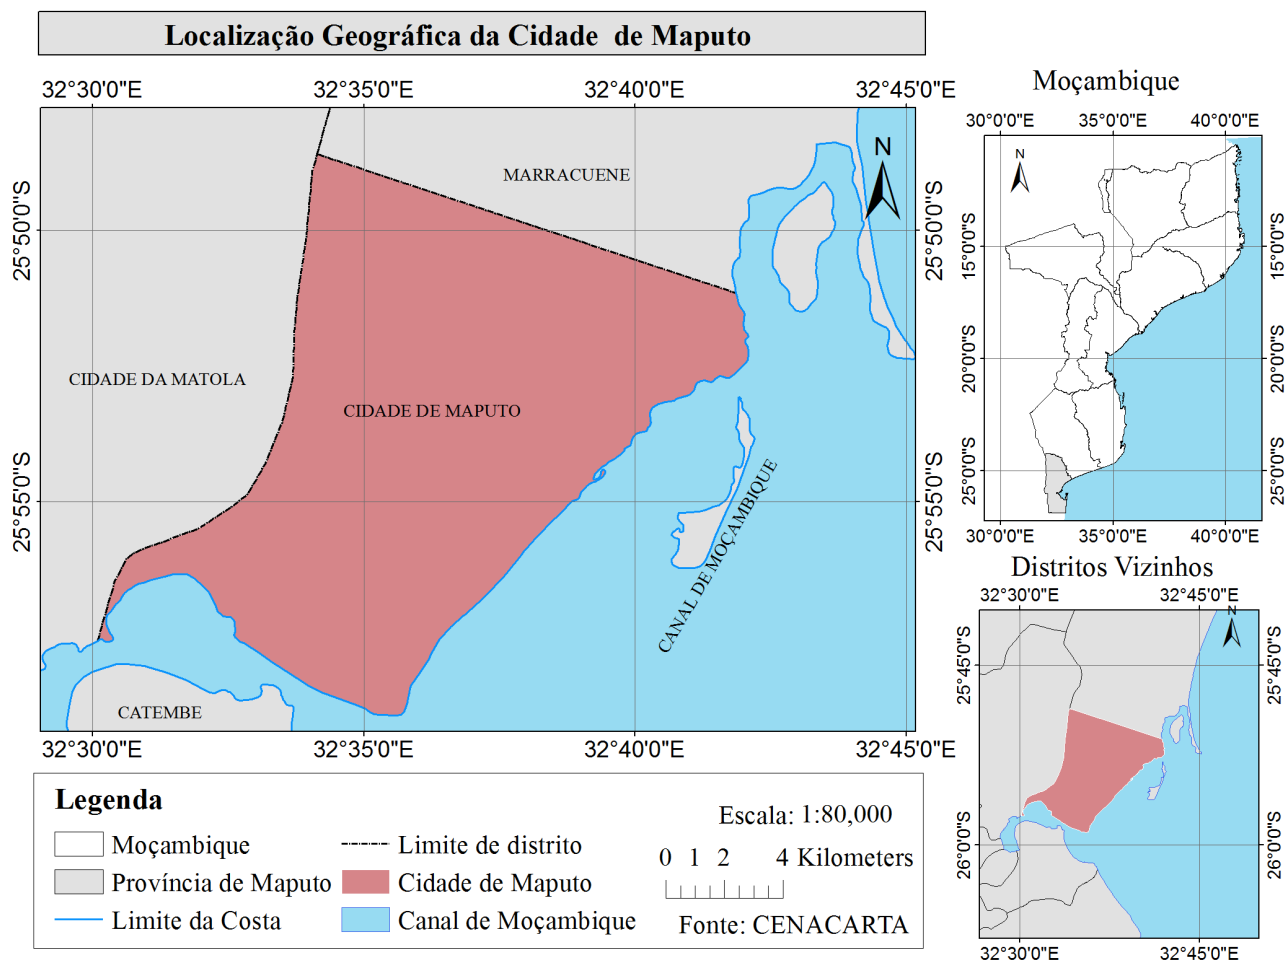 Localização Geográfica da Cidade  de Maputo
32°30'0"E 32°35'0"E 32°40'0"E 32°45'0"E
N
MARRACUENE
25°50'0"S 25°50'0"S
CIDADE DA MATOLA
CIDADE DE MAPUTO
25°55'0"S 25°55'0"S
CANAL DE MOÇAMBIQUE
CATEMBE
32°30'0"E 32°35'0"E 32°40'0"E 32°45'0"E
Moçambique
30°0'0"E 35°0'0"E 40°0'0"E
N
15°0'0"S 15°0'0"S
20°0'0"S 20°0'0"S
25°0'0"S 25°0'0"S
30°0'0"E 35°0'0"E 40°0'0"E
Distritos Vizinhos
32°30'0"E 32°45'0"E
N
25°45'0"S 25°45'0"S
26°0'0"S 26°0'0"S
32°30'0"E 32°45'0"E
Legenda
Moçambique
Província de Maputo
Limite da Costa
Limite de distrito
Cidade de Maputo
Canal de Moçambique
Escala: 1:80,000
0 1 2 4 Kilometers
Fonte: CENACARTA